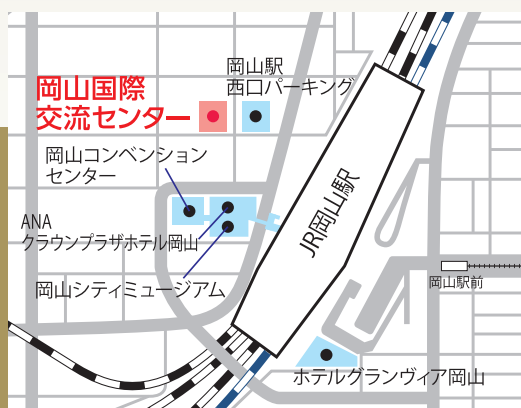 岡山駅
西口パーキング
岡山国際
交流センター
岡山コンベンション
センター
JR岡山駅
ANA
クラウンプラザホテル岡山
岡山駅前
岡山シティミュージアム
ホテルグランヴィア岡山